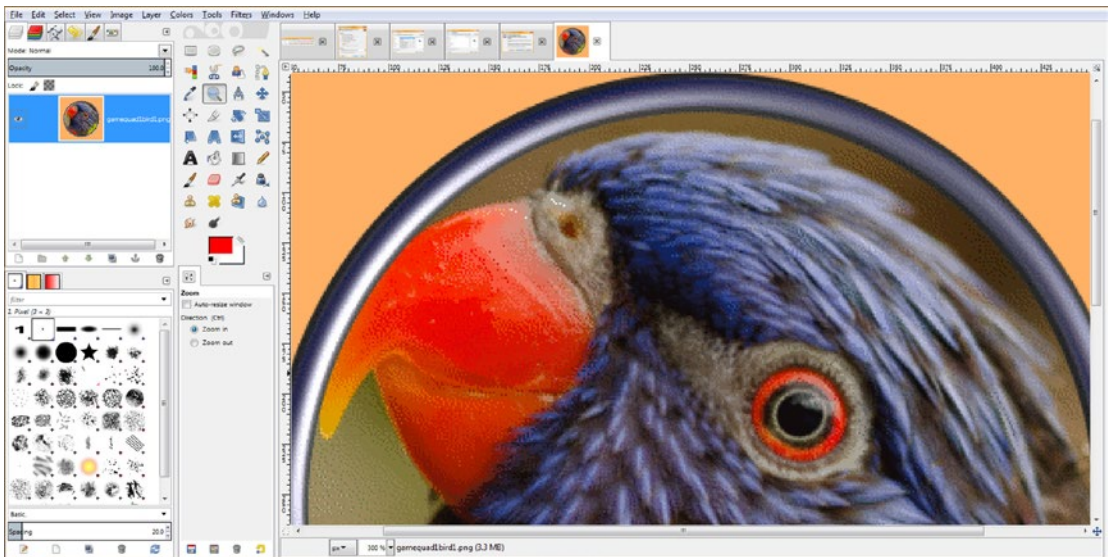 File Edit Select View Image Layer Colors Tools Filters Windows Help
Mode: Normal
Opacity 100.0
Lock:
gamequad1bird1.png
filter
2. Pixel (3 × 3)
Basic.
Spacing 20.0
Zoom
Auto-resize window
Direction (Ctrl)
Zoom in
Zoom out
px 300 % gamequad1bird1.png (3.3 MB)